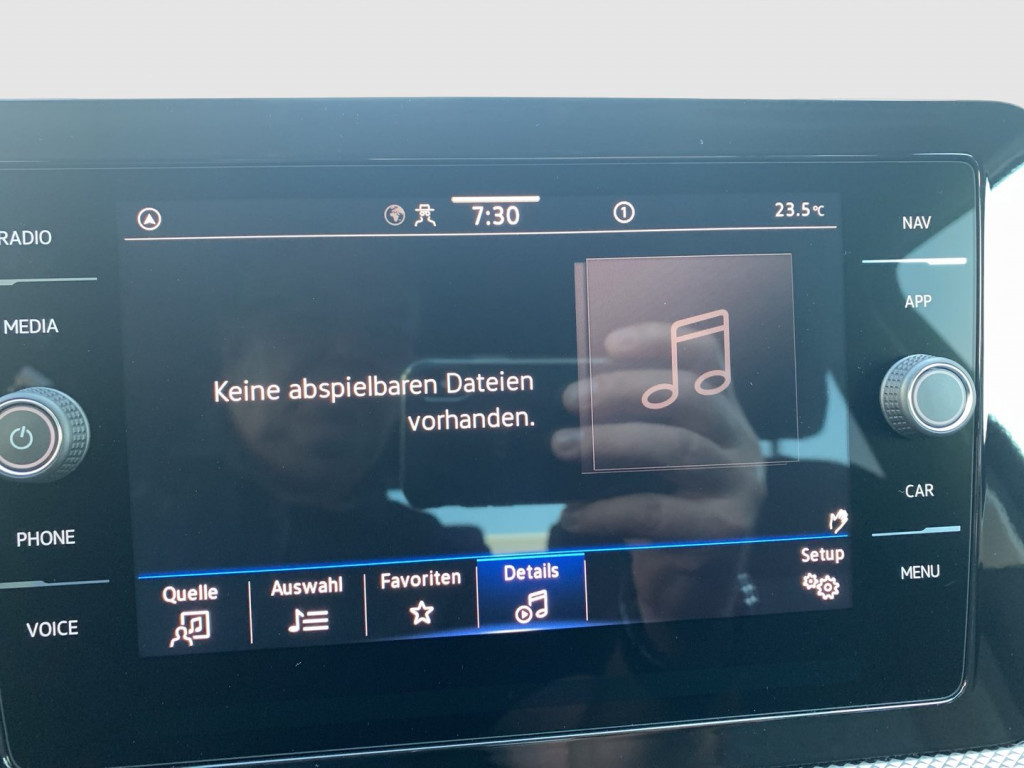 7:30
1
23.5°C
RADIO
MEDIA
PHONE
VOICE
Keine abspielbaren Dateien
vorhanden.
NAV
APP
CAR
MENU
Quelle
Auswahl
Favoriten
Details
Setup